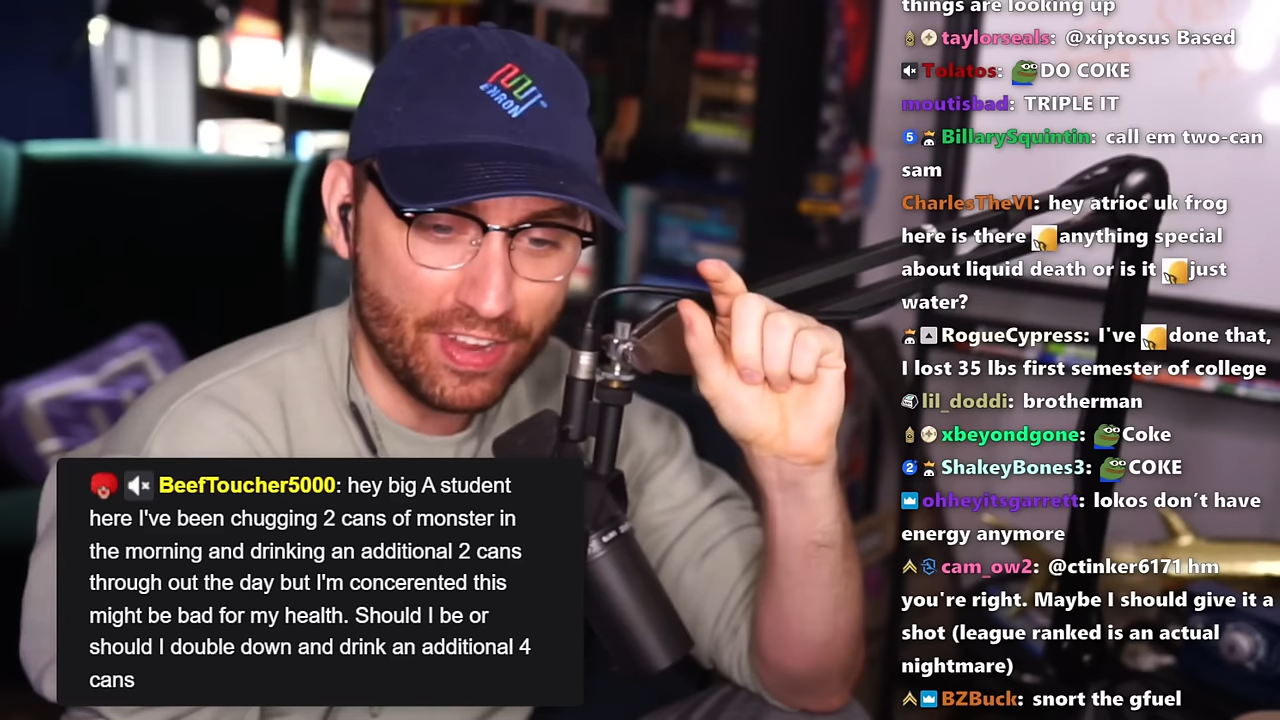 ENRON
BeefToucher5000: hey big A student
here I've been chugging 2 cans of monster in
the morning and drinking an additional 2 cans
through out the day but I'm concerented this
might be bad for my health. Should I be or
should I double down and drink an additional 4
cans
things are looking up
taylorseals: @xiptosus Based
Tolatos: DO COKE
moutisbad: TRIPLE IT
5 BillarySquintin: call em two-can
sam
CharlesTheVI: hey atrioc uk frog
here is there anything special
about liquid death or is it just
water?
RogueCypress: I've done that,
I lost 35 lbs first semester of college
lil_doddi: brotherman
xbeyondgone: Coke
2 ShakeyBones3: COKE
ohheyitsgarrett: lokos don't have
energy anymore
cam_ow2: @ctinker6171 hm
you're right. Maybe I should give it a
shot (league ranked is an actual
nightmare)
BZBuck: snort the gfuel